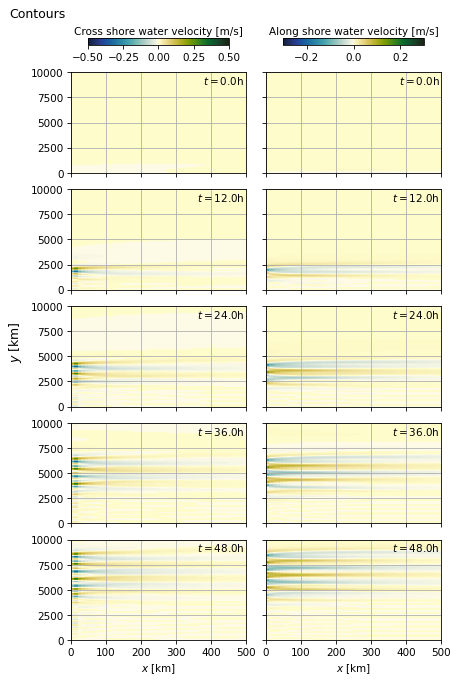 Contours
Cross shore water velocity [m/s]
Along shore water velocity [m/s]
−0.50 −0.25 0.00 0.25 0.50
−0.2 0.0 0.2
10000
7500
5000
2500
0
t = 0.0h
t = 0.0h
10000
7500
5000
2500
0
t = 12.0h
t = 12.0h
10000
7500
5000
2500
0
t = 24.0h
t = 24.0h
y [km]
10000
7500
5000
2500
0
t = 36.0h
t = 36.0h
10000
7500
5000
2500
0
t = 48.0h
t = 48.0h
0 100 200 300 400 500
0 100 200 300 400 500
x [km]
x [km]